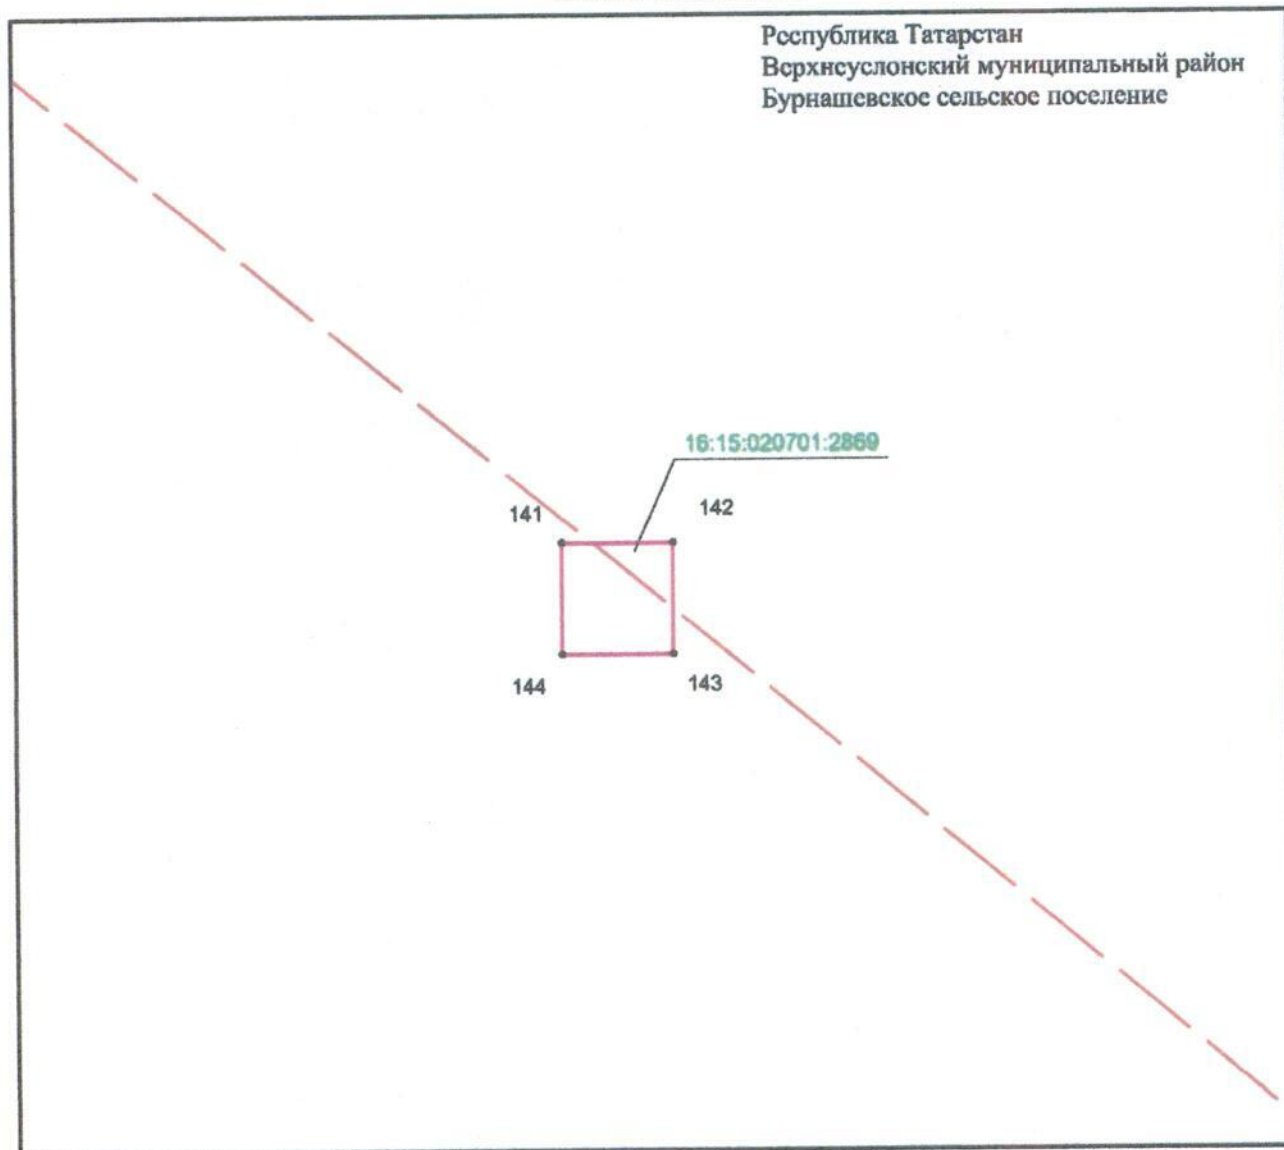 Республика Татарстан
Верхнеуслонский муниципальный район
Бурнашевское сельское поселение
16:15:020701:2869
141
142
144
143